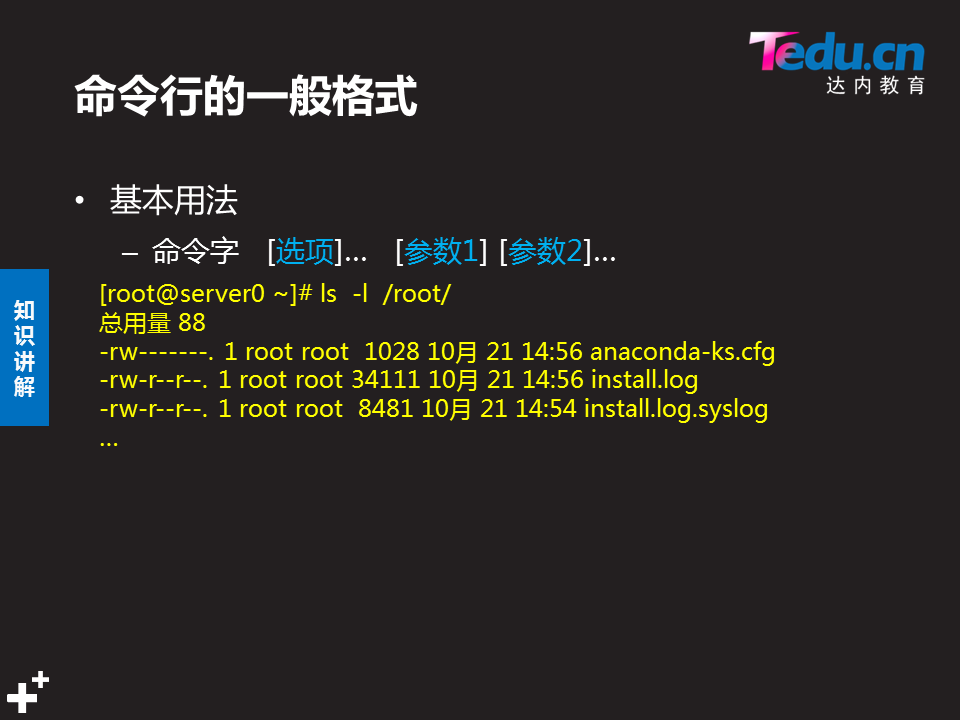 Tedu.cn
达内教育
命令行的一般格式
• 基本用法
– 命令字 [选项]… [参数1] [参数2]…
[root@server0 ~]# ls -l /root/
总用量 88
-rw-------. 1 root root 1028 10月 21 14:56 anaconda-ks.cfg
-rw-r--r--. 1 root root 34111 10月 21 14:56 install.log
-rw-r--r--. 1 root root 8481 10月 21 14:54 install.log.syslog
…
知识讲解